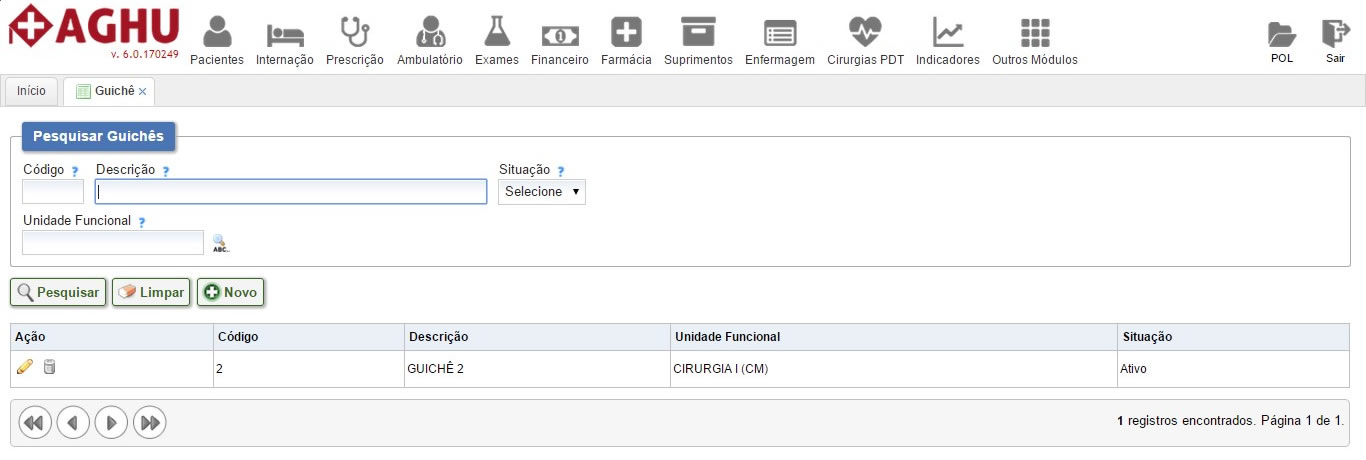 AGHU
v. 6.0.170249
Pacientes Internação Prescrição Ambulatório Exames Financeiro Farmácia Suprimentos Enfermagem Cirurgias PDT Indicadores Outros Módulos POL Sair
Início Guichê ×
Pesquisar Guichês
Código ? Descrição ? Situação ?
Selecione
Unidade Funcional ?
ABC..
Pesquisar Limpar Novo
Ação Código Descrição Unidade Funcional Situação
2 GUICHÊ 2 CIRURGIA I (CM) Ativo
1 registros encontrados. Página 1 de 1.